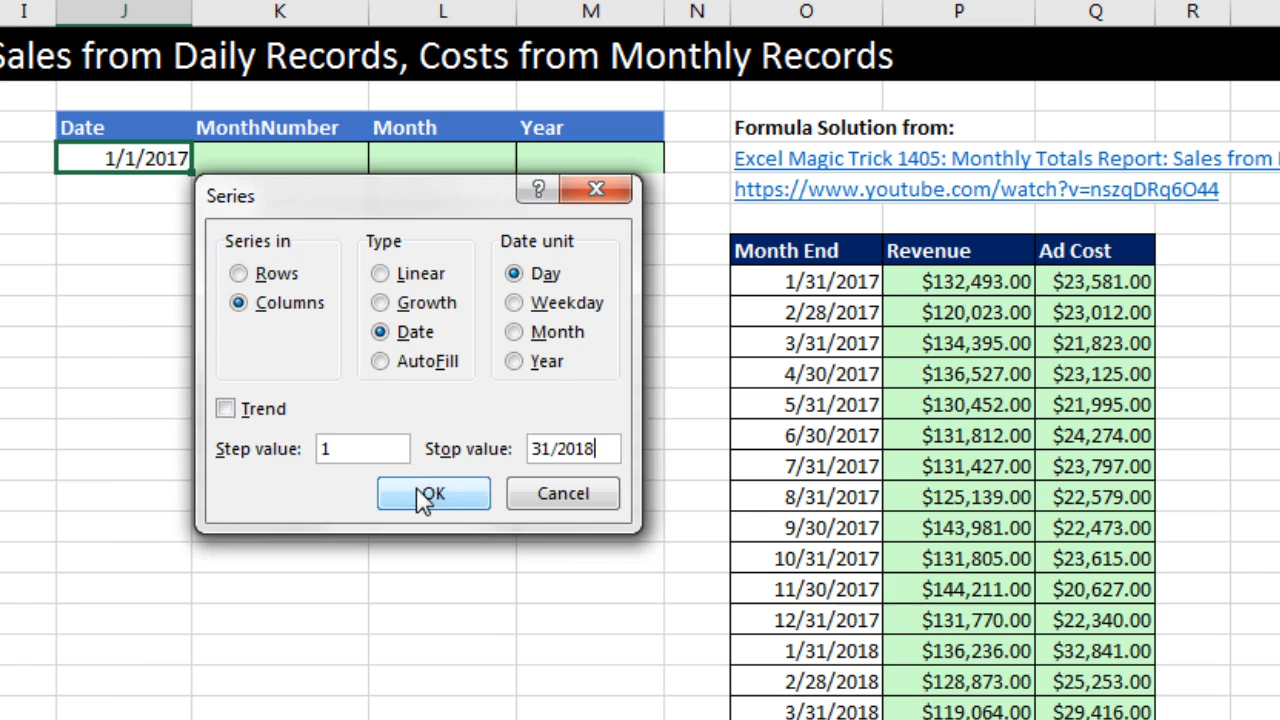 I J K L M N O P Q R
Sales from Daily Records, Costs from Monthly Records
Date MonthNumber Month Year
Formula Solution from:
1/1/2017
Excel Magic Trick 1405: Monthly Totals Report: Sales from
https://www.youtube.com/watch?v=nszqDRq6O44
Series
Series in Type Date unit
Rows Linear Day
Columns Growth Weekday
Date Month
AutoFill Year
Trend
Step value: 1 Stop value: 31/2018
OK Cancel
Month End Revenue Ad Cost
1/31/2017 $132,493.00 $23,581.00
2/28/2017 $120,023.00 $23,012.00
3/31/2017 $134,395.00 $21,823.00
4/30/2017 $136,527.00 $23,125.00
5/31/2017 $130,452.00 $21,995.00
6/30/2017 $131,812.00 $24,274.00
7/31/2017 $131,427.00 $23,797.00
8/31/2017 $125,139.00 $22,579.00
9/30/2017 $143,981.00 $22,473.00
10/31/2017 $131,805.00 $23,615.00
11/30/2017 $144,211.00 $20,627.00
12/31/2017 $131,770.00 $22,340.00
1/31/2018 $136,236.00 $32,841.00
2/28/2018 $128,873.00 $25,253.00
3/31/2018 $119,064.00 $29,416.00